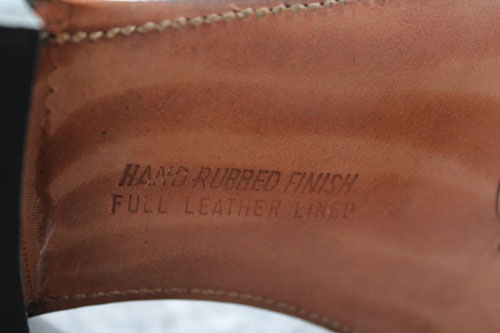 HAND RUBBED FINISH
FULL LEATHER LINED